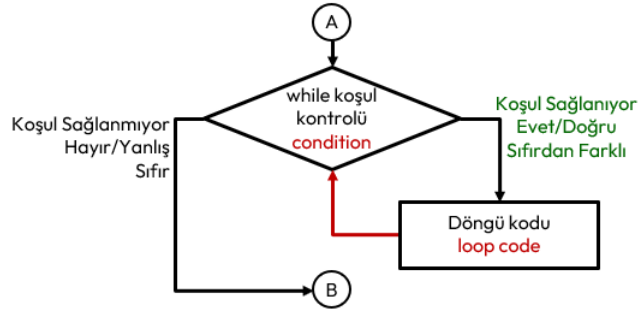 A
while koşul
kontrolü
condition
Koşul Sağlanmıyor
Hayır/Yanlış
Sıfır
Koşul Sağlanıyor
Evet/Doğru
Sıfırdan Farklı
Döngü kodu
loop code
B